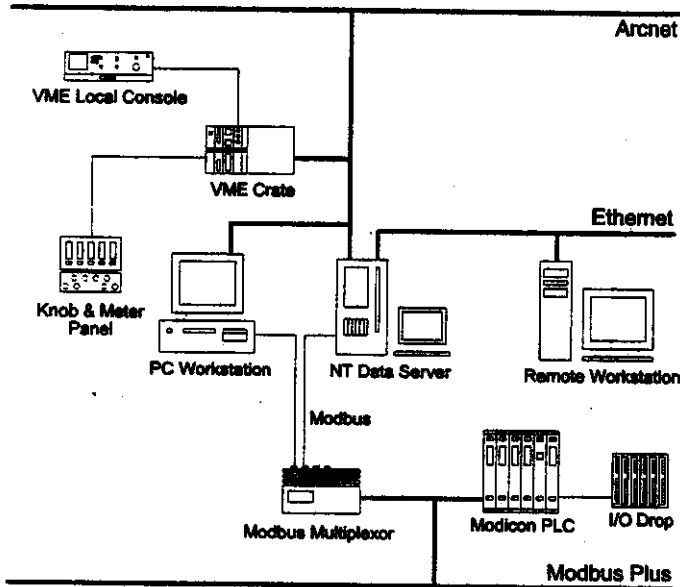 Arcnet
VME Local Console
VME Crate
Ethernet
Knob & Meter
Panel
PC Workstation
NT Data Server
Remote Workstation
Modbus
Modbus Multiplexor
Modicon PLC
I/O Drop
Modbus Plus